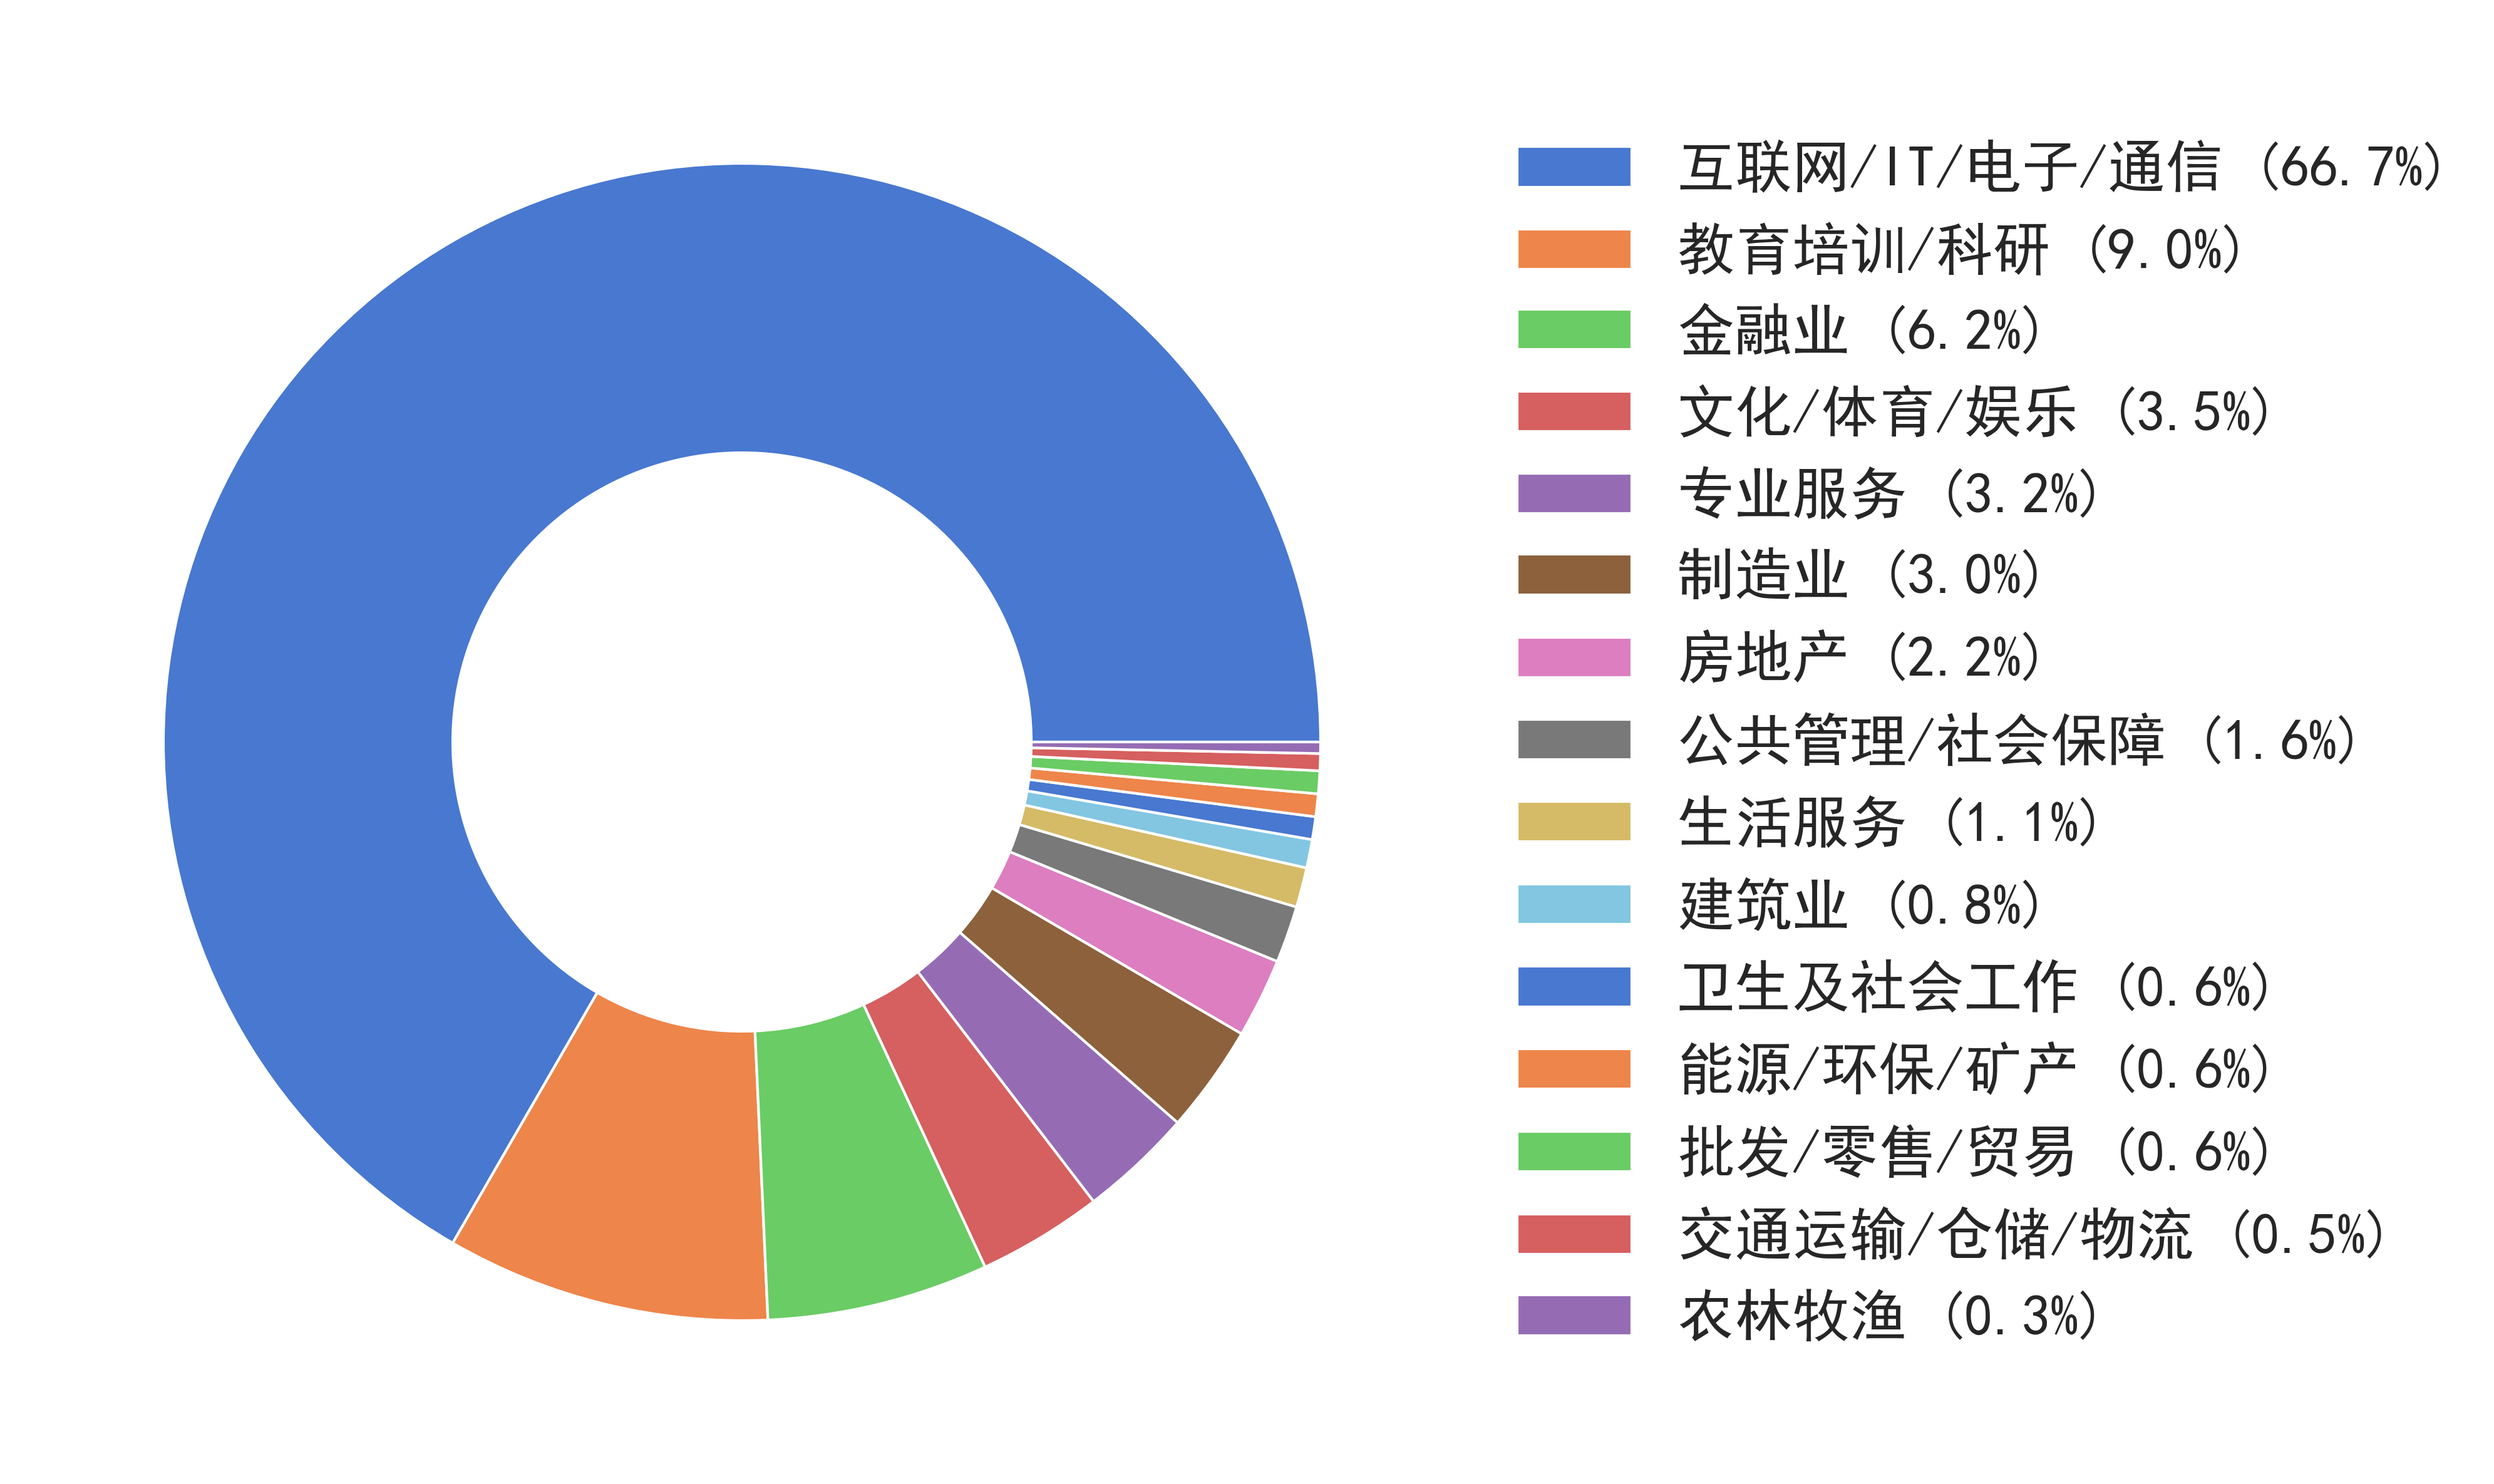 互联网/IT/电子/通信 (66.7%)
教育培训/科研 (9.0%)
金融业 (6.2%)
文化/体育/娱乐 (3.5%)
专业服务 (3.2%)
制造业 (3.0%)
房地产 (2.2%)
公共管理/社会保障 (1.6%)
生活服务 (1.1%)
建筑业 (0.8%)
卫生及社会工作 (0.6%)
能源/环保/矿产 (0.6%)
批发/零售/贸易 (0.6%)
交通运输/仓储/物流 (0.5%)
农林牧渔 (0.3%)